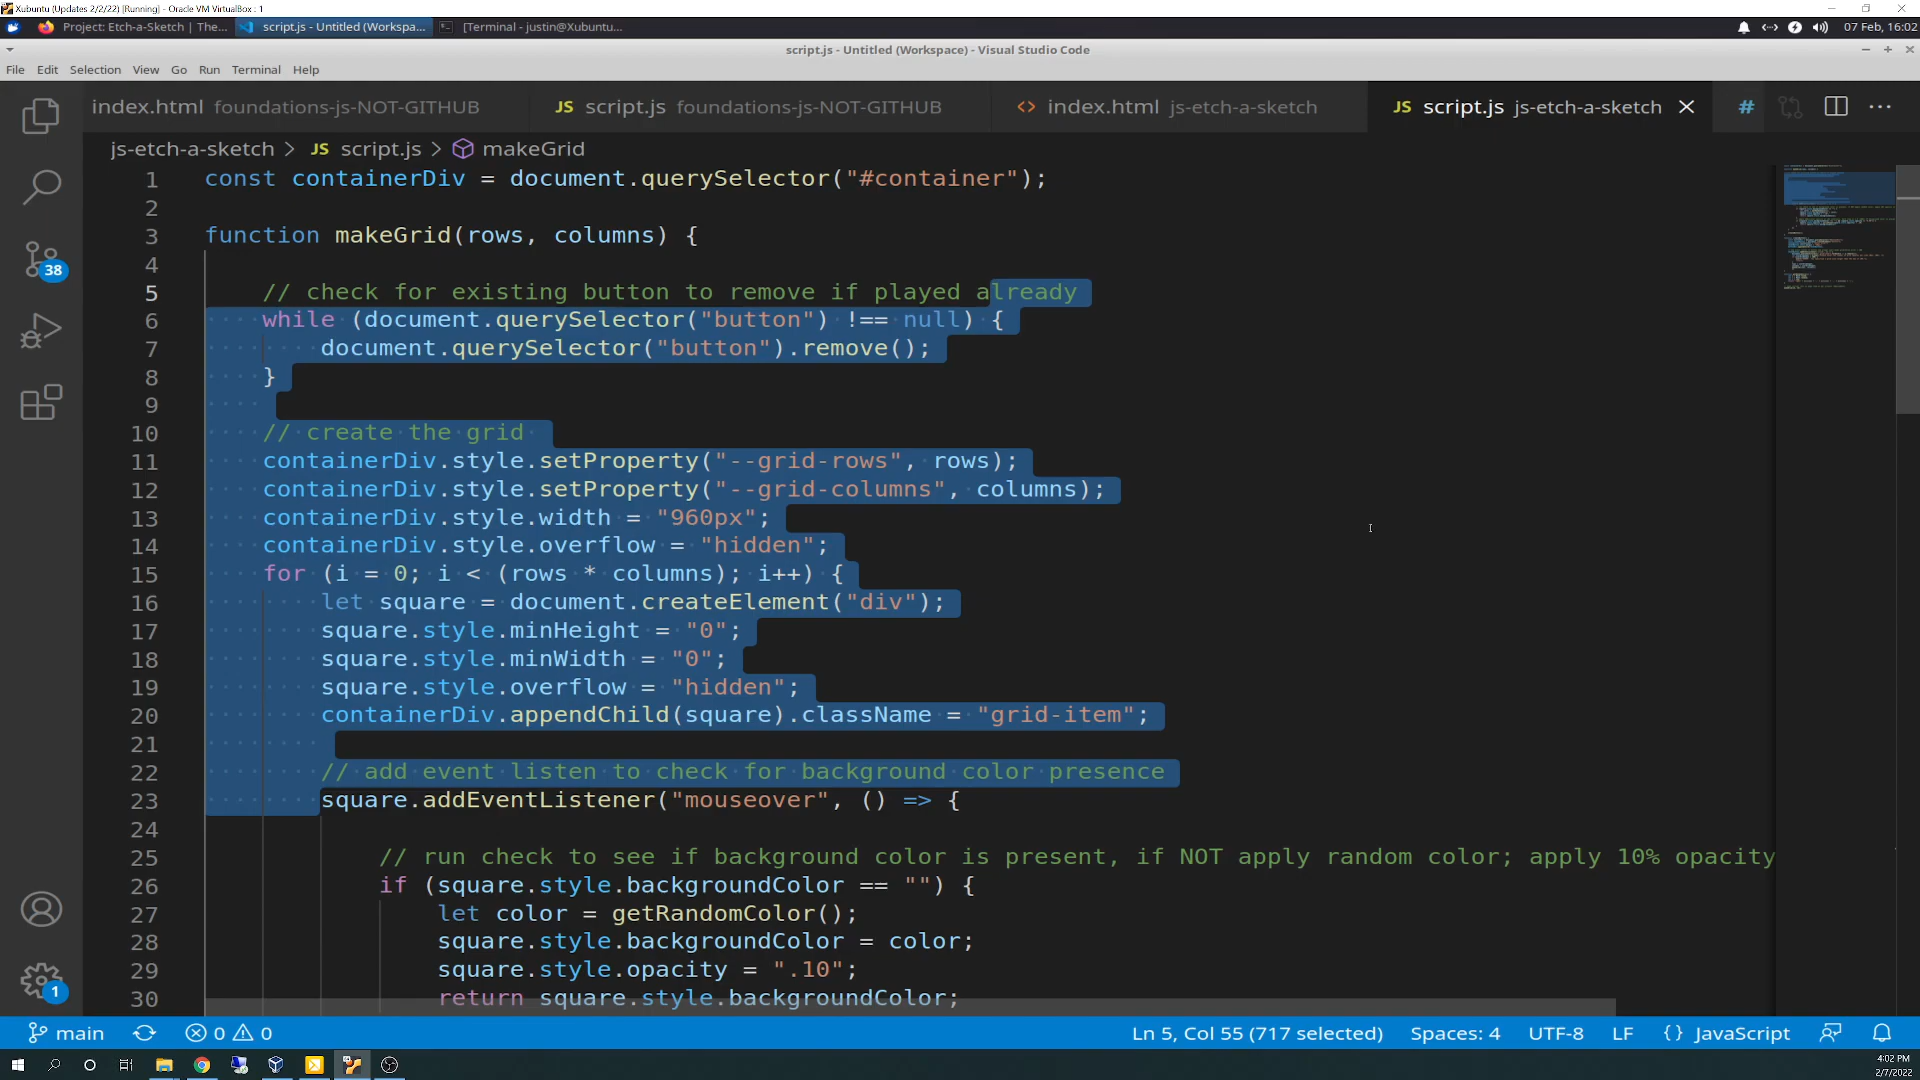 Xubuntu (Updates 2/2/22) [Running] - Oracle VM VirtualBox : 1
Project: Etch-a-Sketch | The...
script.js - Untitled (Workspa...
[Terminal - justin@Xubuntu...
07 Feb, 16:02
script.js - Untitled (Workspace) - Visual Studio Code
File Edit Selection View Go Run Terminal Help
index.html foundations-js-NOT-GITHUB
JS script.js foundations-js-NOT-GITHUB
<> index.html js-etch-a-sketch
JS script.js js-etch-a-sketch
#
js-etch-a-sketch > JS script.js > makeGrid
1 const containerDiv = document.querySelector("#container");
2
3 function makeGrid(rows, columns) {
4
5 // check for existing button to remove if played already
6 while (document.querySelector("button") !== null) {
7 document.querySelector("button").remove();
8 }
9
10 // create the grid
11 containerDiv.style.setProperty("--grid-rows", rows);
12 containerDiv.style.setProperty("--grid-columns", columns);
13 containerDiv.style.width = "960px";
14 containerDiv.style.overflow = "hidden";
15 for (i = 0; i < (rows * columns); i++) {
16 let square = document.createElement("div");
17 square.style.minHeight = "0";
18 square.style.minWidth = "0";
19 square.style.overflow = "hidden";
20 containerDiv.appendChild(square).className = "grid-item";
21
22 // add event listen to check for background color presence
23 square.addEventListener("mouseover", () => {
24
25 // run check to see if background color is present, if NOT apply random color; apply 10% opacity
26 if (square.style.backgroundColor == "") {
27 let color = getRandomColor();
28 square.style.backgroundColor = color;
29 square.style.opacity = ".10";
30 return square.style.backgroundColor;
38
1
main
0 0
Ln 5, Col 55 (717 selected)
Spaces: 4
UTF-8
LF
{} JavaScript
4:02 PM
2/7/2022